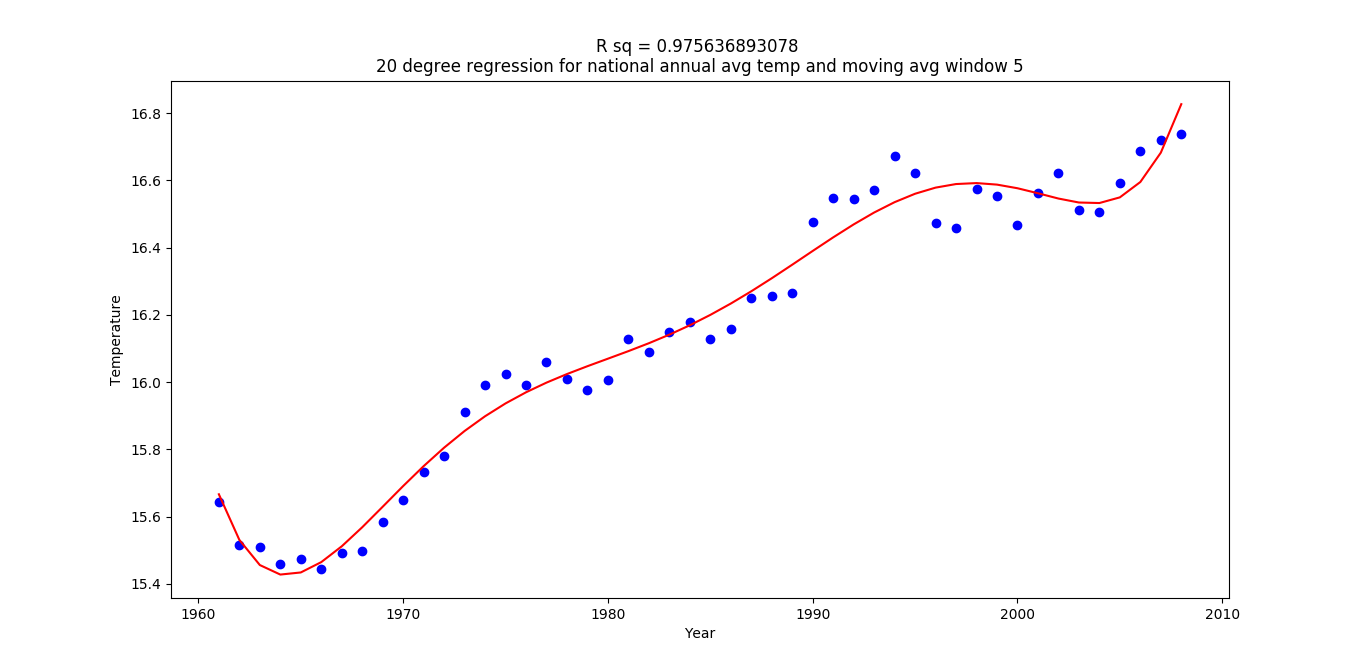 R sq = 0.975636893078
20 degree regression for national annual avg temp and moving avg window 5
16.8
16.6
16.4
16.2
16.0
15.8
15.6
15.4
Temperature
1960 1970 1980 1990 2000 2010
Year